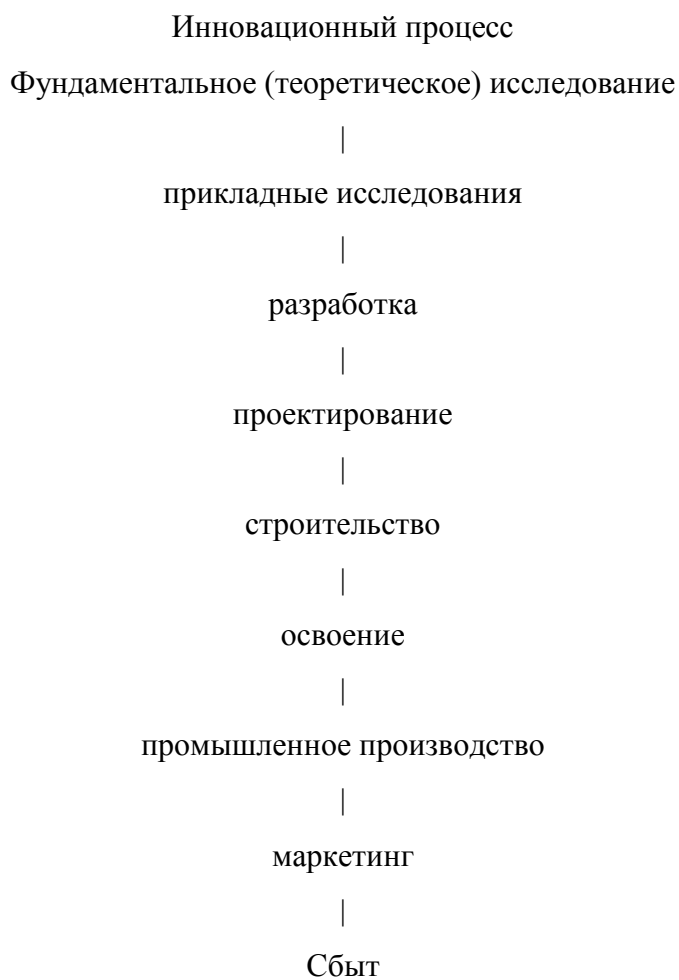 Инновационный процесс
Фундаментальное (теоретическое) исследование
|
прикладные исследования
|
разработка
|
проектирование
|
строительство
|
освоение
|
промышленное производство
|
маркетинг
|
Сбыт